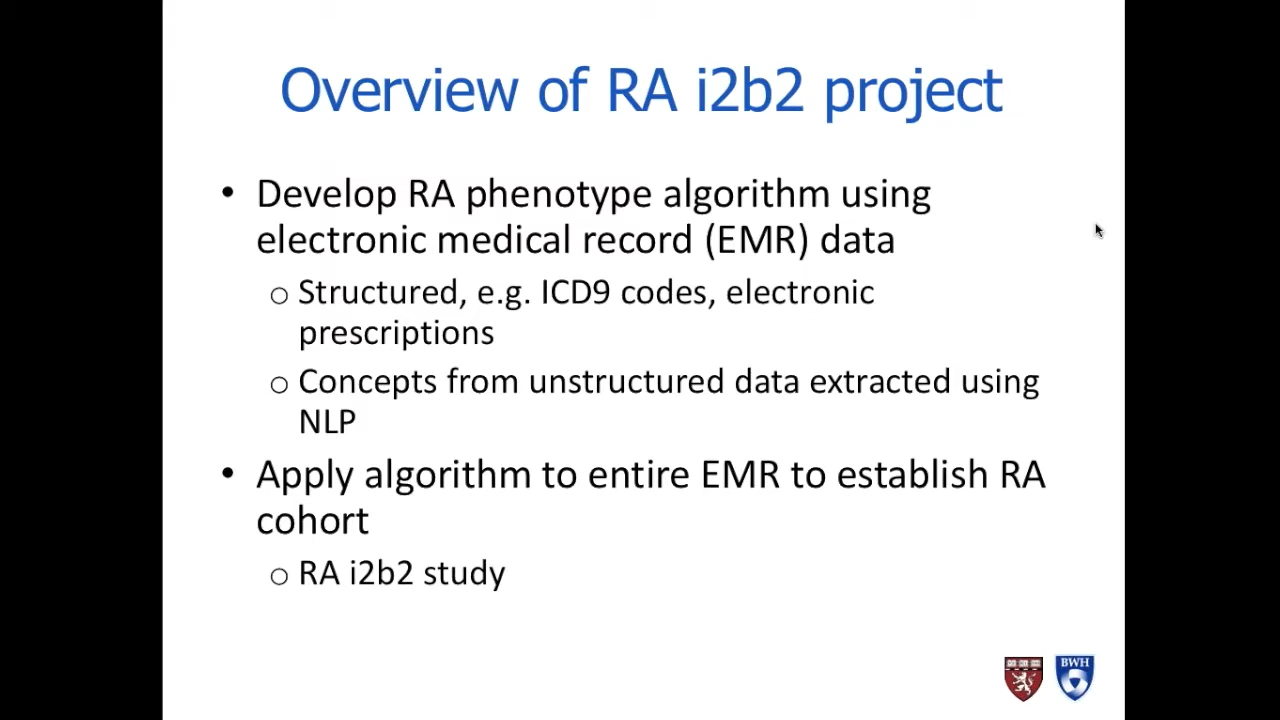 Overview of RA i2b2 project
• Develop RA phenotype algorithm using
electronic medical record (EMR) data
o Structured, e.g. ICD9 codes, electronic
prescriptions
o Concepts from unstructured data extracted using
NLP
• Apply algorithm to entire EMR to establish RA
cohort
o RA i2b2 study
BWH